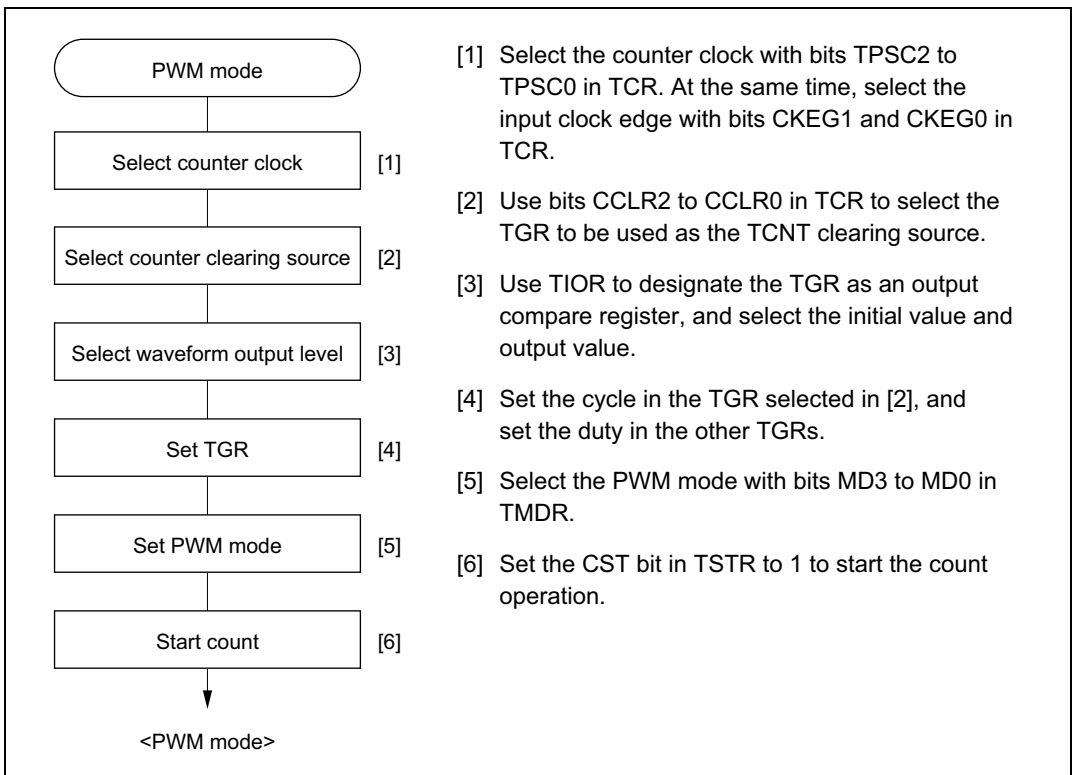 PWM mode
Select counter clock [1]
Select counter clearing source [2]
Select waveform output level [3]
Set TGR [4]
Set PWM mode [5]
Start count [6]
<PWM mode>
[1] Select the counter clock with bits TPSC2 to
TPSC0 in TCR. At the same time, select the
input clock edge with bits CKEG1 and CKEG0 in
TCR.
[2] Use bits CCLR2 to CCLR0 in TCR to select the
TGR to be used as the TCNT clearing source.
[3] Use TIOR to designate the TGR as an output
compare register, and select the initial value and
output value.
[4] Set the cycle in the TGR selected in [2], and
set the duty in the other TGRs.
[5] Select the PWM mode with bits MD3 to MD0 in
TMDR.
[6] Set the CST bit in TSTR to 1 to start the count
operation.